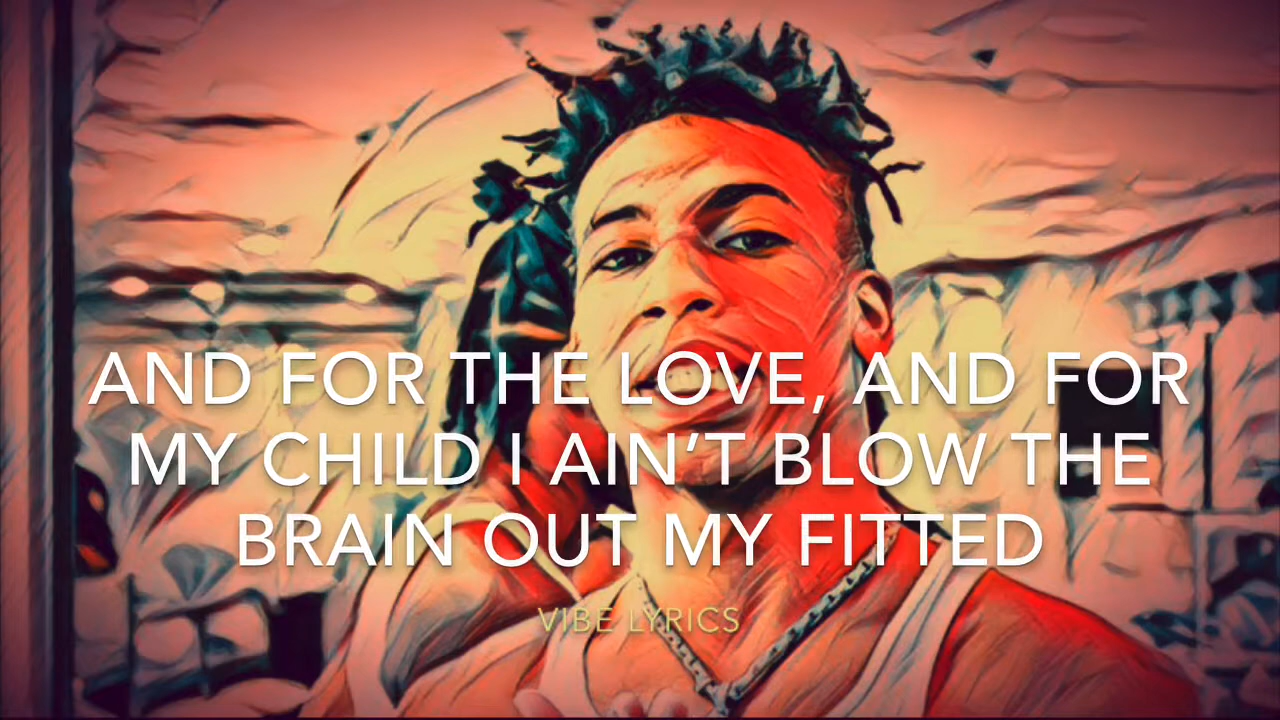 AND FOR THE LOVE, AND FOR
MY CHILD I AIN’T BLOW THE
BRAIN OUT MY FITTED
VIBE LYRICS